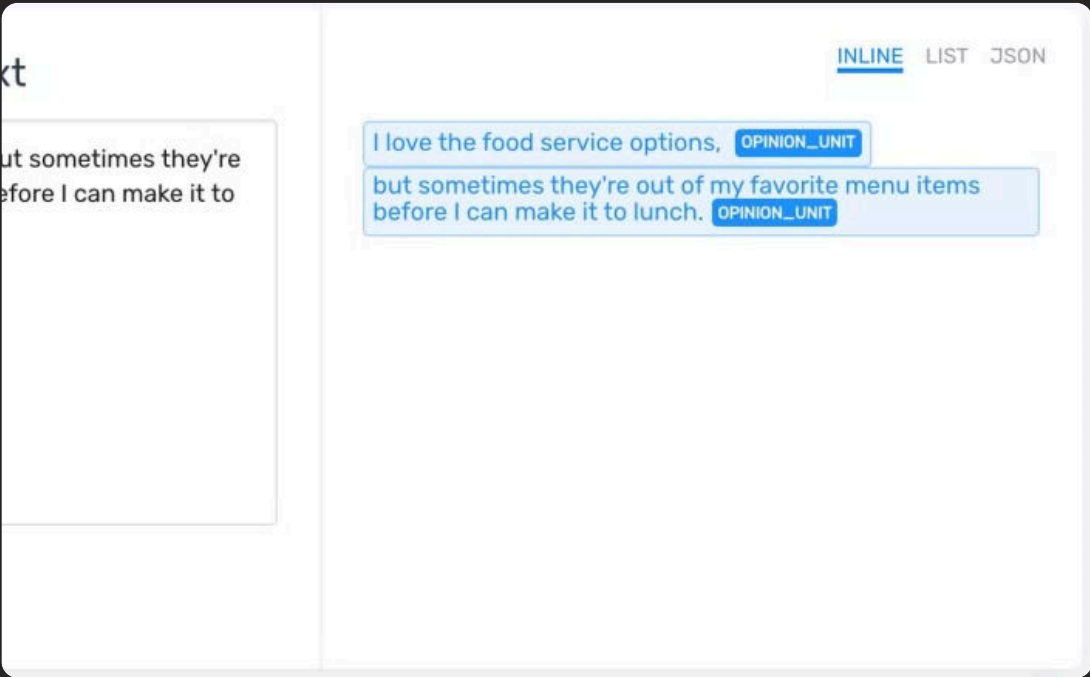 xt
ut sometimes they're
efore I can make it to
INLINE LIST JSON
I love the food service options, OPINION_UNIT
but sometimes they're out of my favorite menu items
before I can make it to lunch. OPINION_UNIT